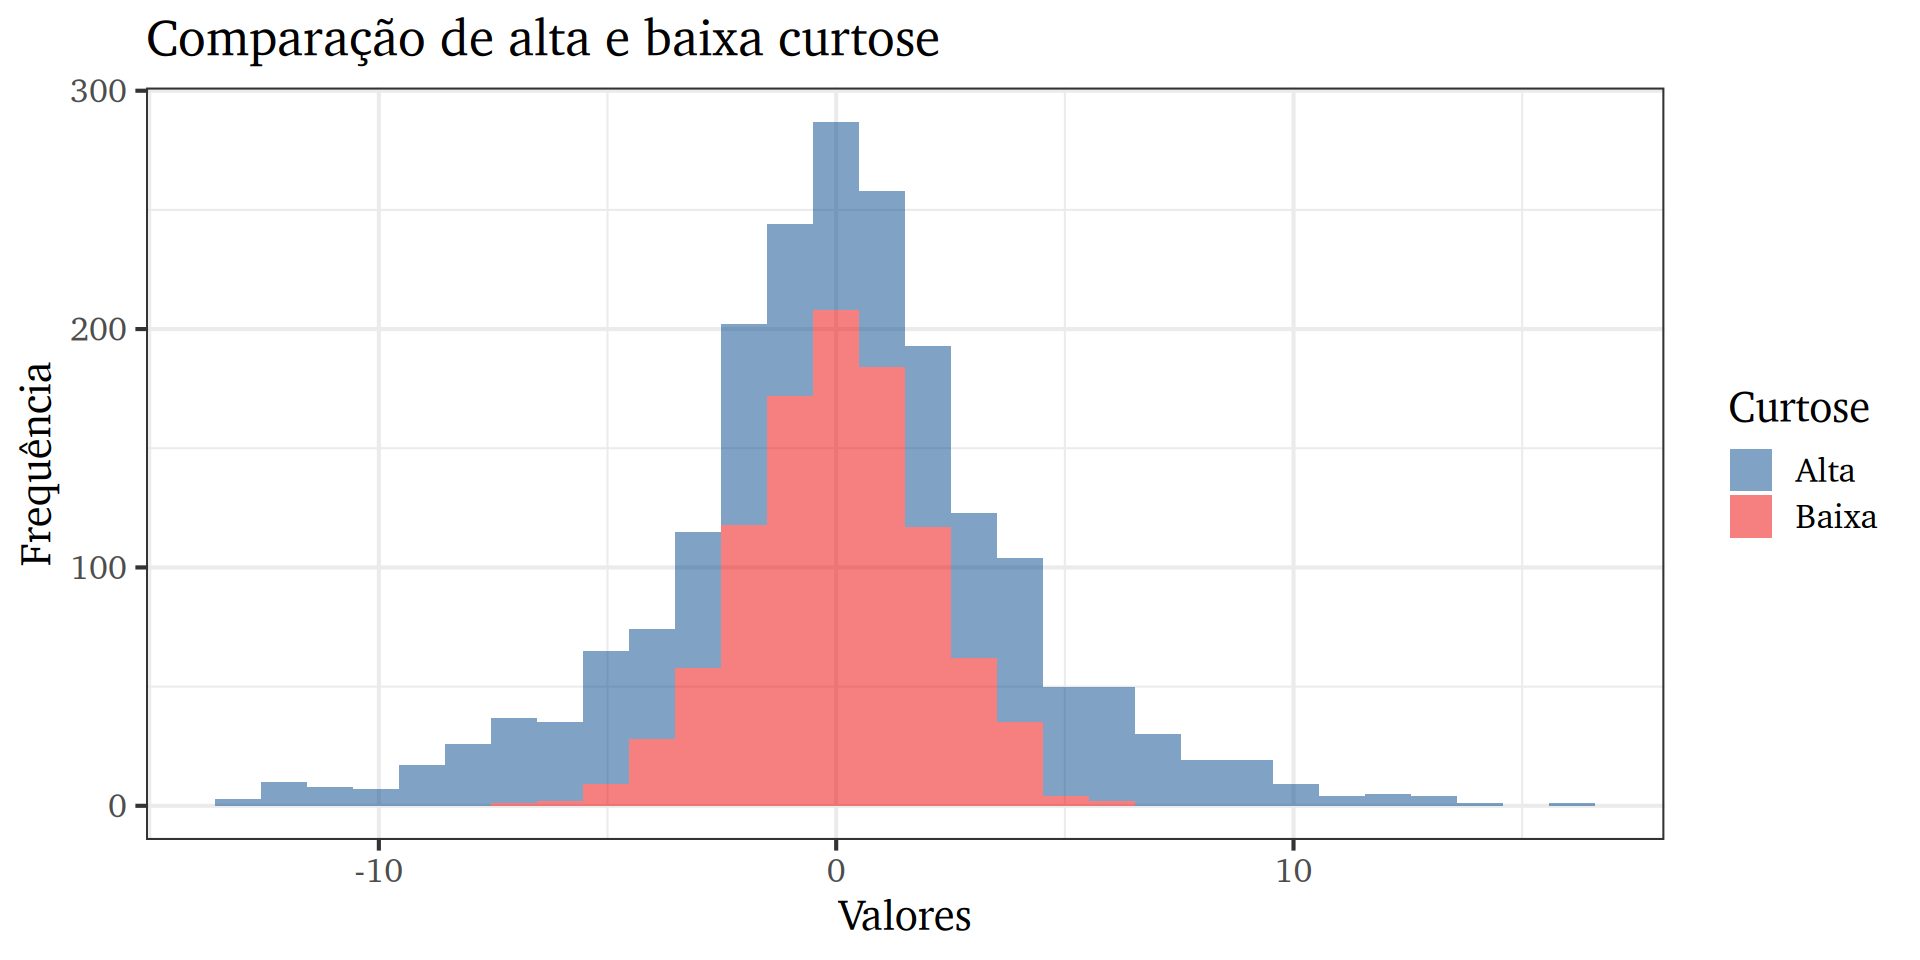 Comparação de alta e baixa curtose
300
200
100
0
Frequência
-10
0
10
Valores
Curtose
Alta
Baixa